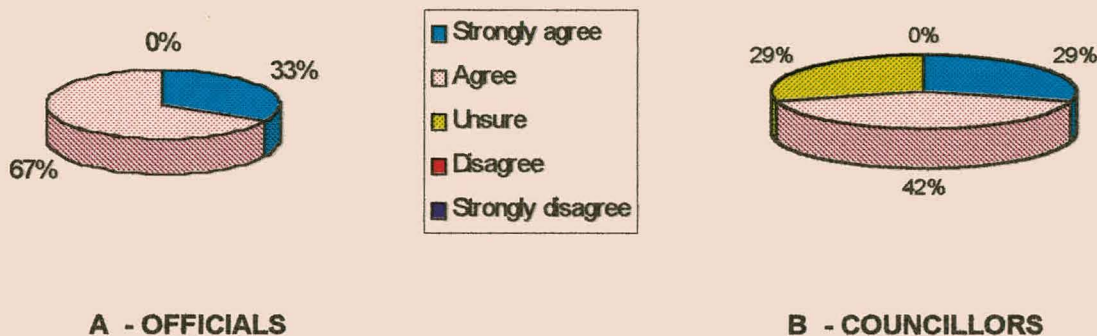 0%
33%
67%
Strongly agree
Agree
Unsure
Disagree
Strongly disagree
0%
29%
29%
42%
A - OFFICIALS
B - COUNCILLORS